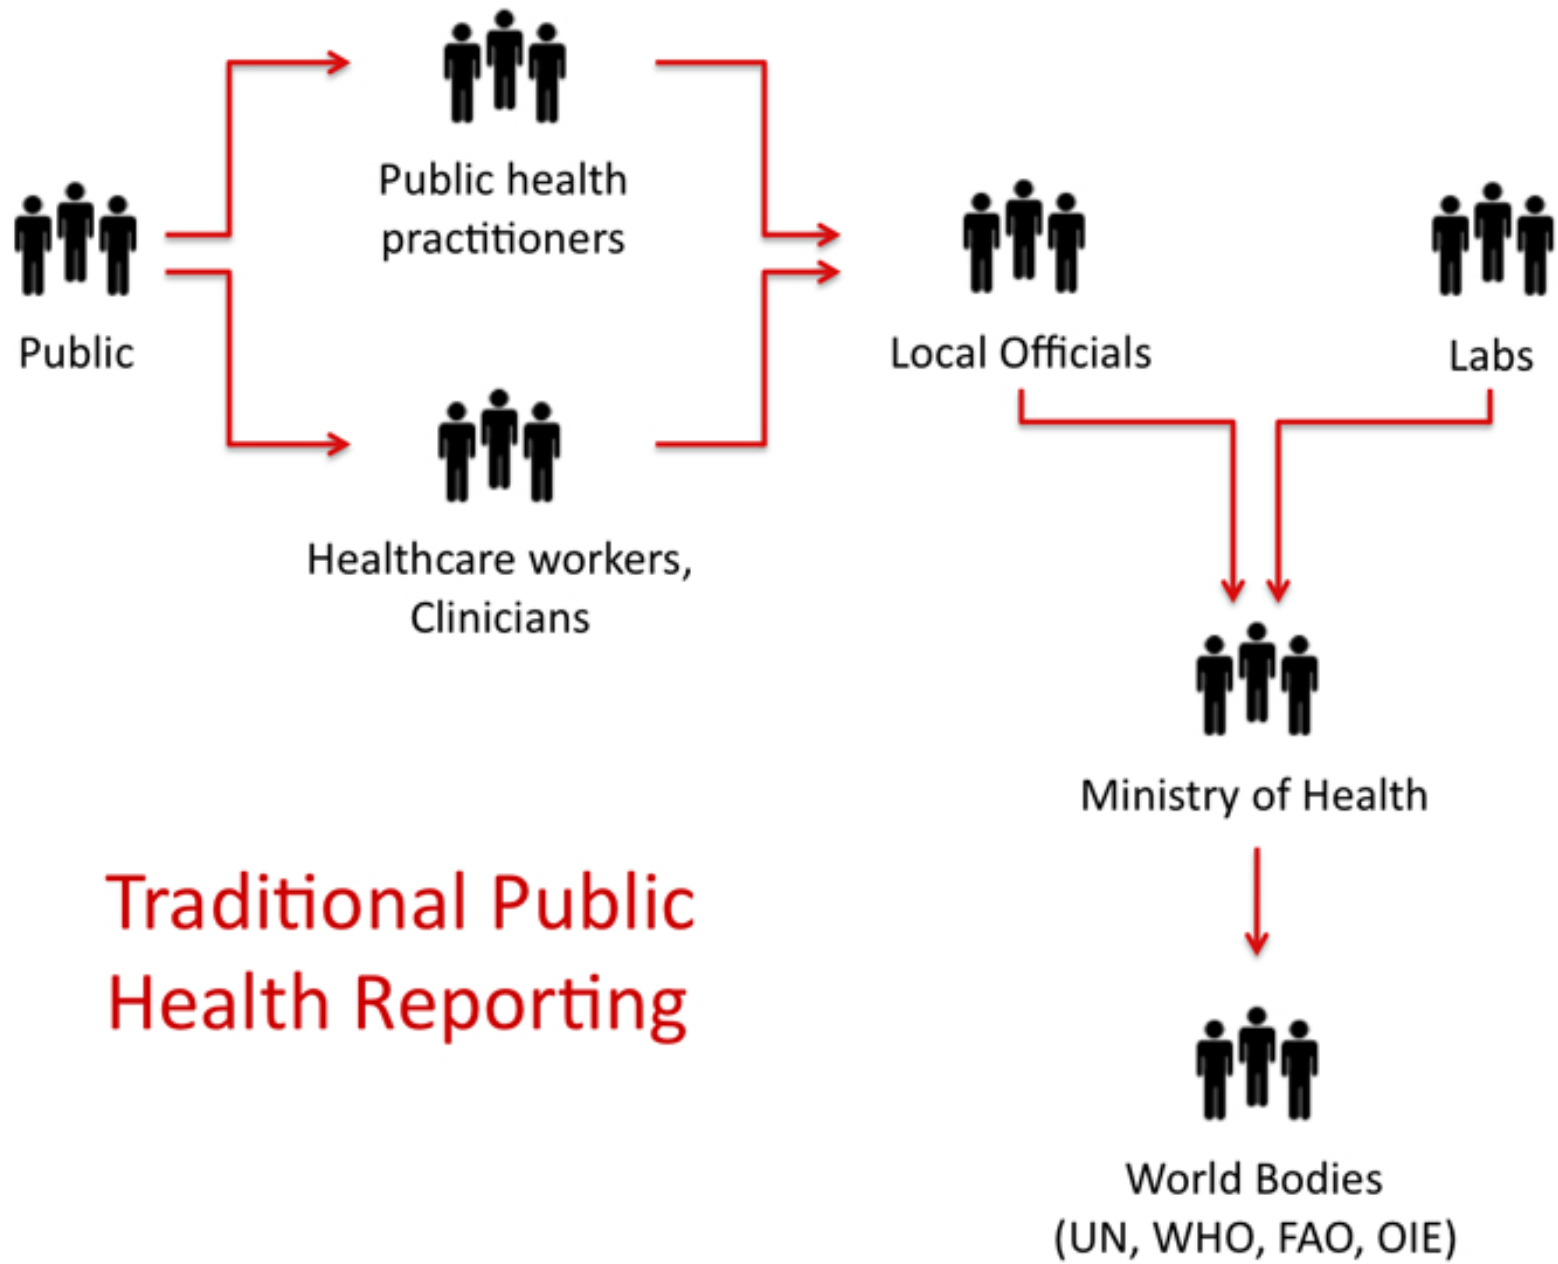 Public health
practitioners
Public
Local Officials
Labs
Healthcare workers,
Clinicians
Ministry of Health
Traditional Public
Health Reporting
World Bodies
(UN, WHO, FAO, OIE)